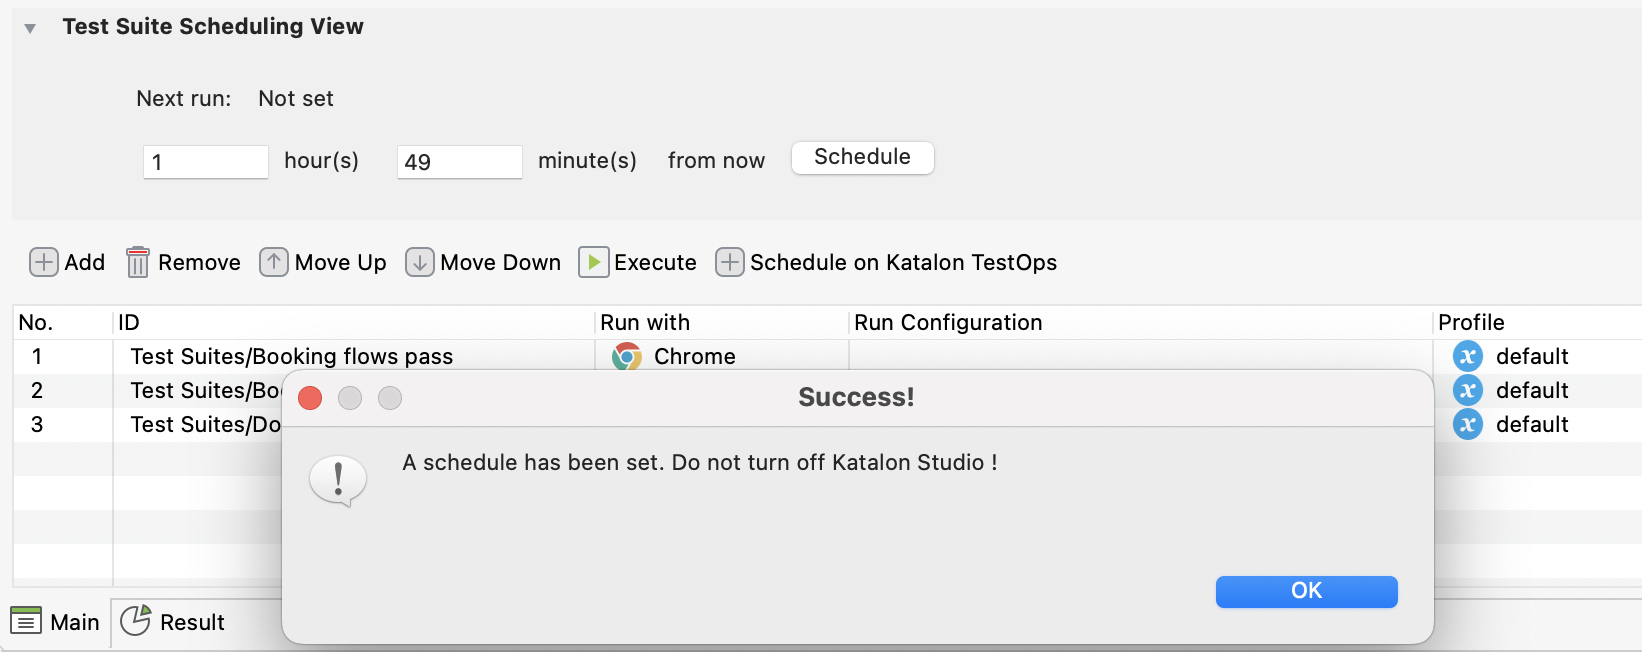 Test Suite Scheduling View
Next run: Not set
1 hour(s) 49 minute(s) from now Schedule
Add Remove Move Up Move Down Execute Schedule on Katalon TestOps
No. ID Run with Run Configuration Profile
1 Test Suites/Booking flows pass Chrome default
2 Test Suites/Boo default
3 Test Suites/Do default
Success!
A schedule has been set. Do not turn off Katalon Studio !
OK
Main Result